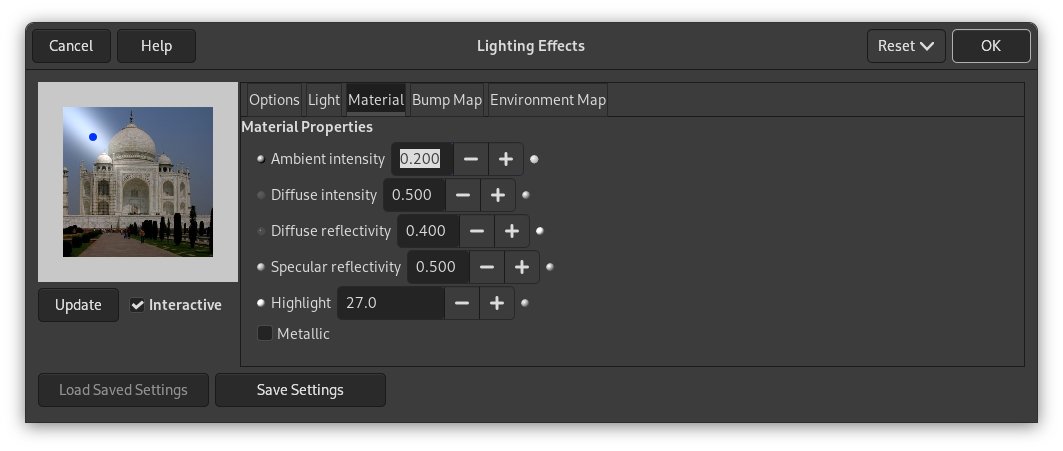 Cancel
Help
Lighting Effects
Reset
OK
Options
Light
Material
Bump Map
Environment Map
Material Properties
Ambient intensity 0.200
Diffuse intensity 0.500
Diffuse reflectivity 0.400
Specular reflectivity 0.500
Highlight 27.0
Metallic
Update
Interactive
Load Saved Settings
Save Settings